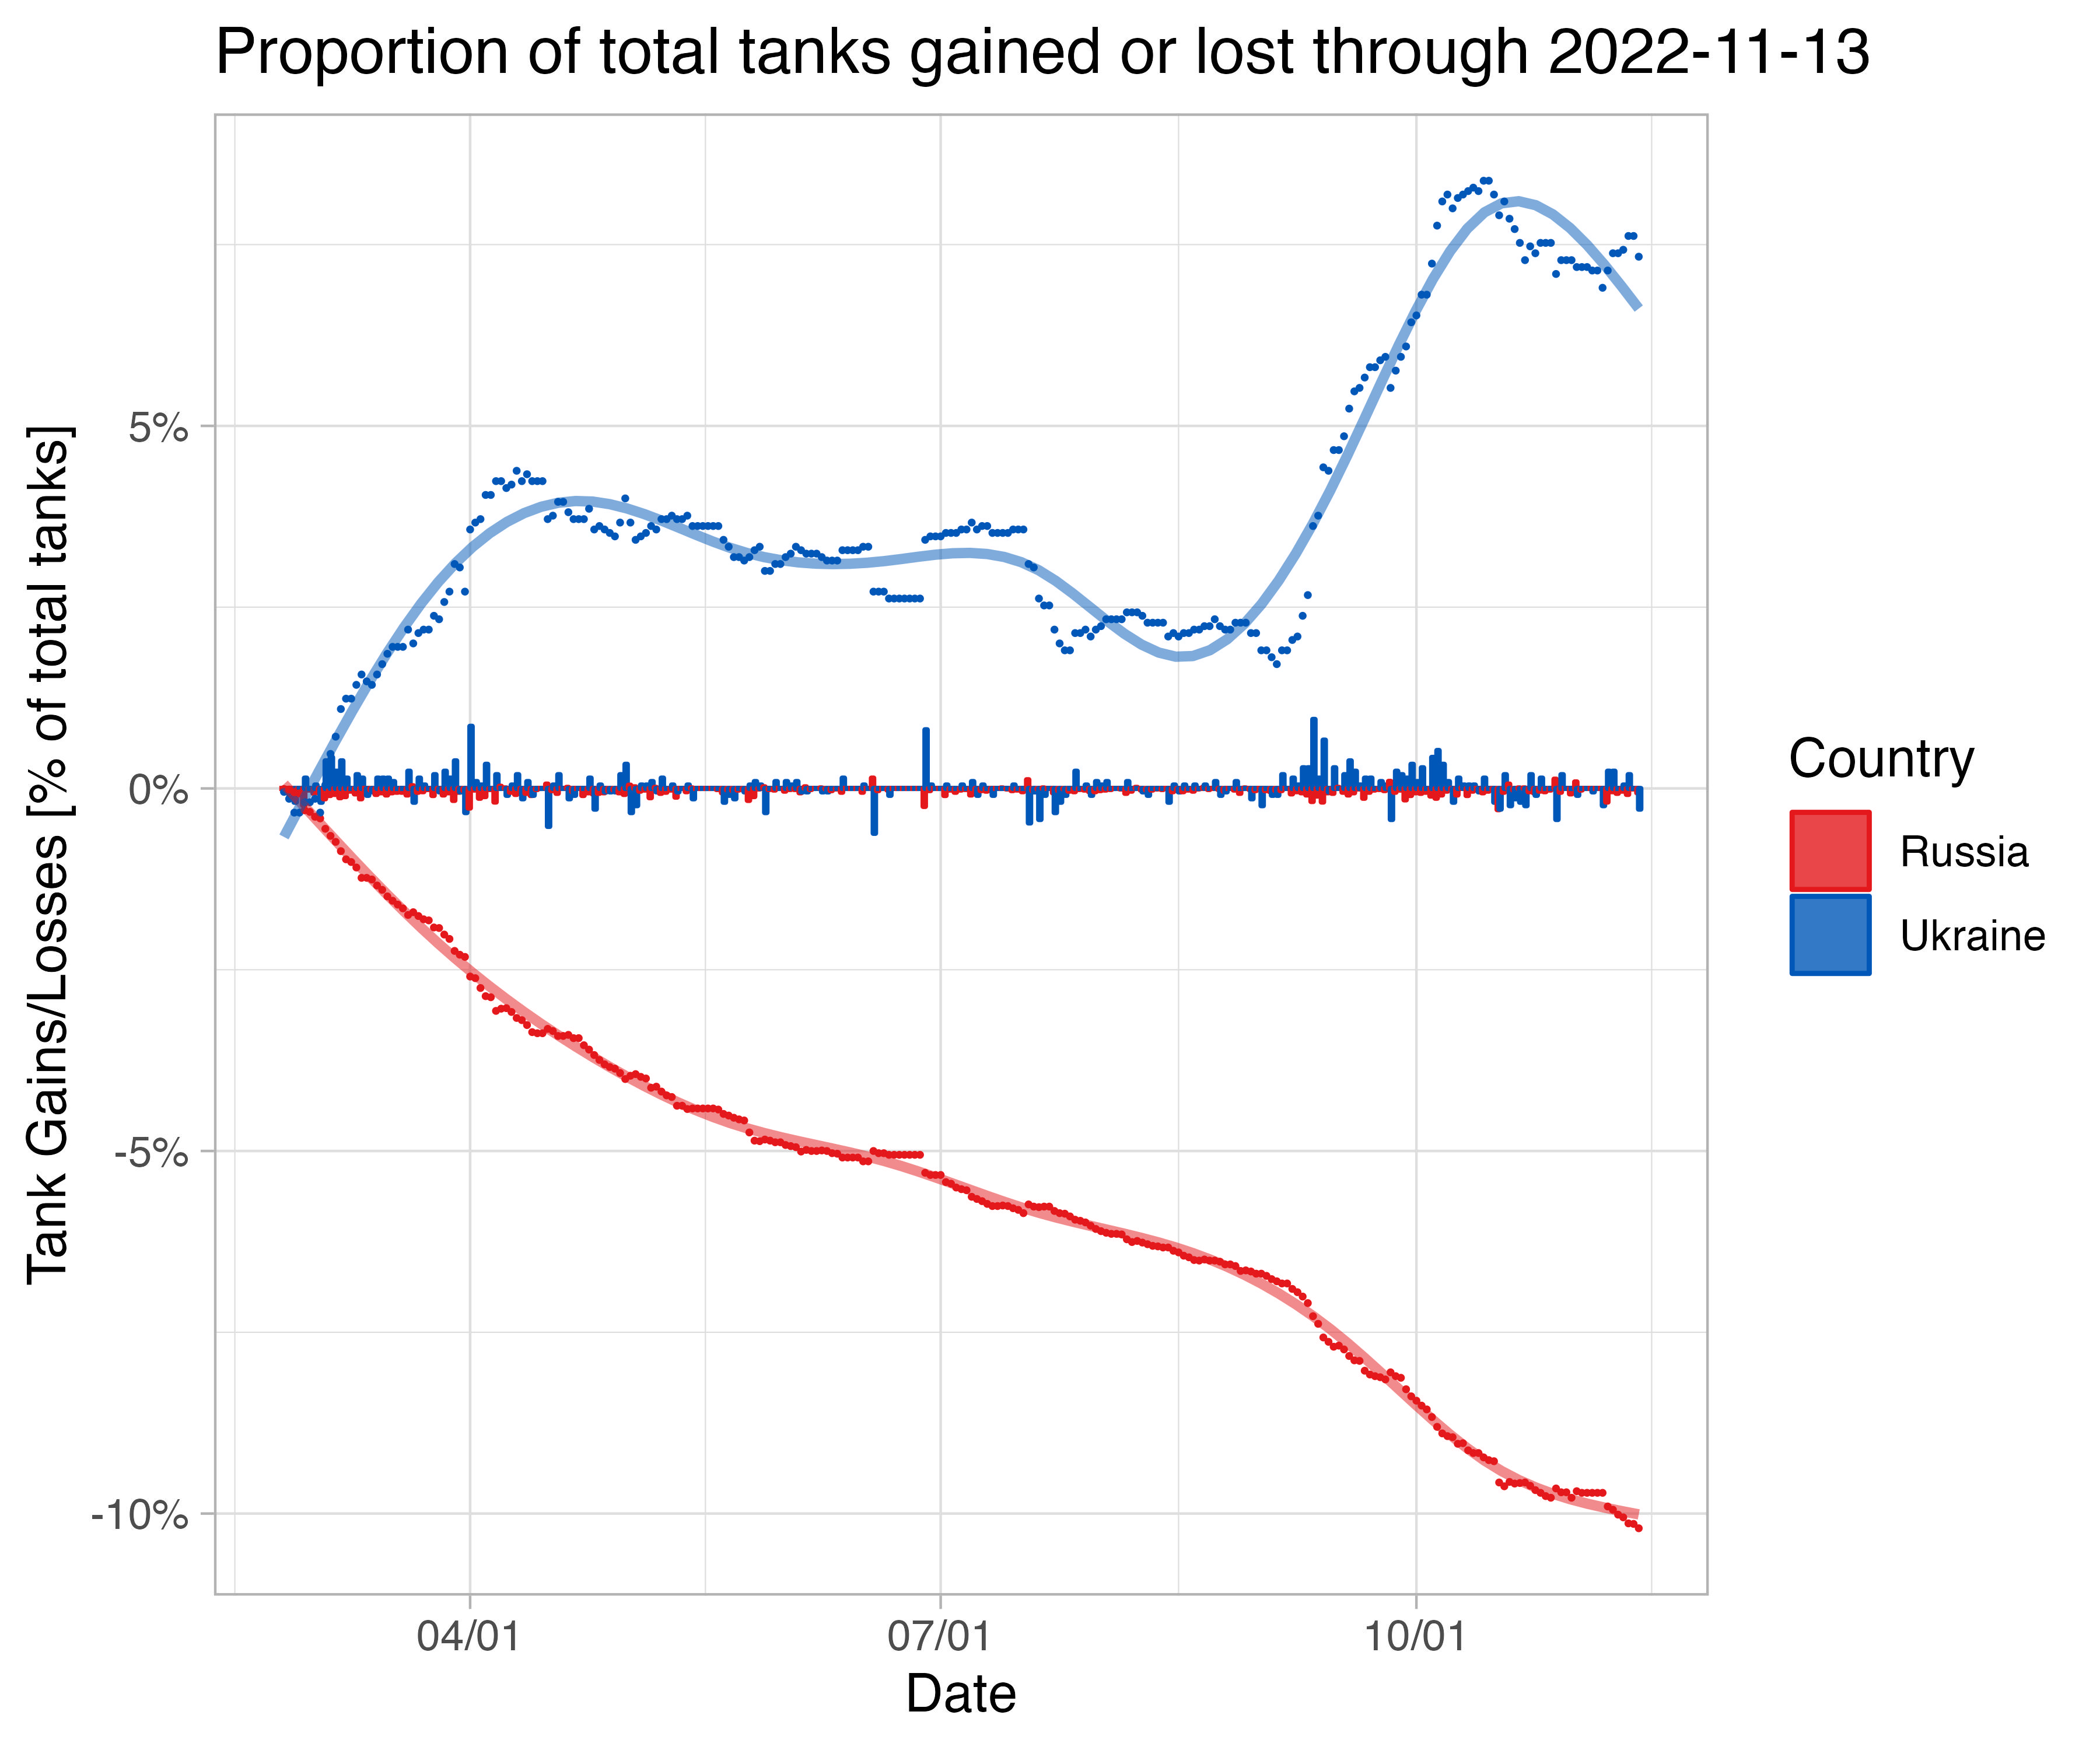 Proportion of total tanks gained or lost through 2022-11-13
Tank Gains/Losses [% of total tanks]
5%
0%
-5%
-10%
04/01
07/01
10/01
Date
Country
Russia
Ukraine